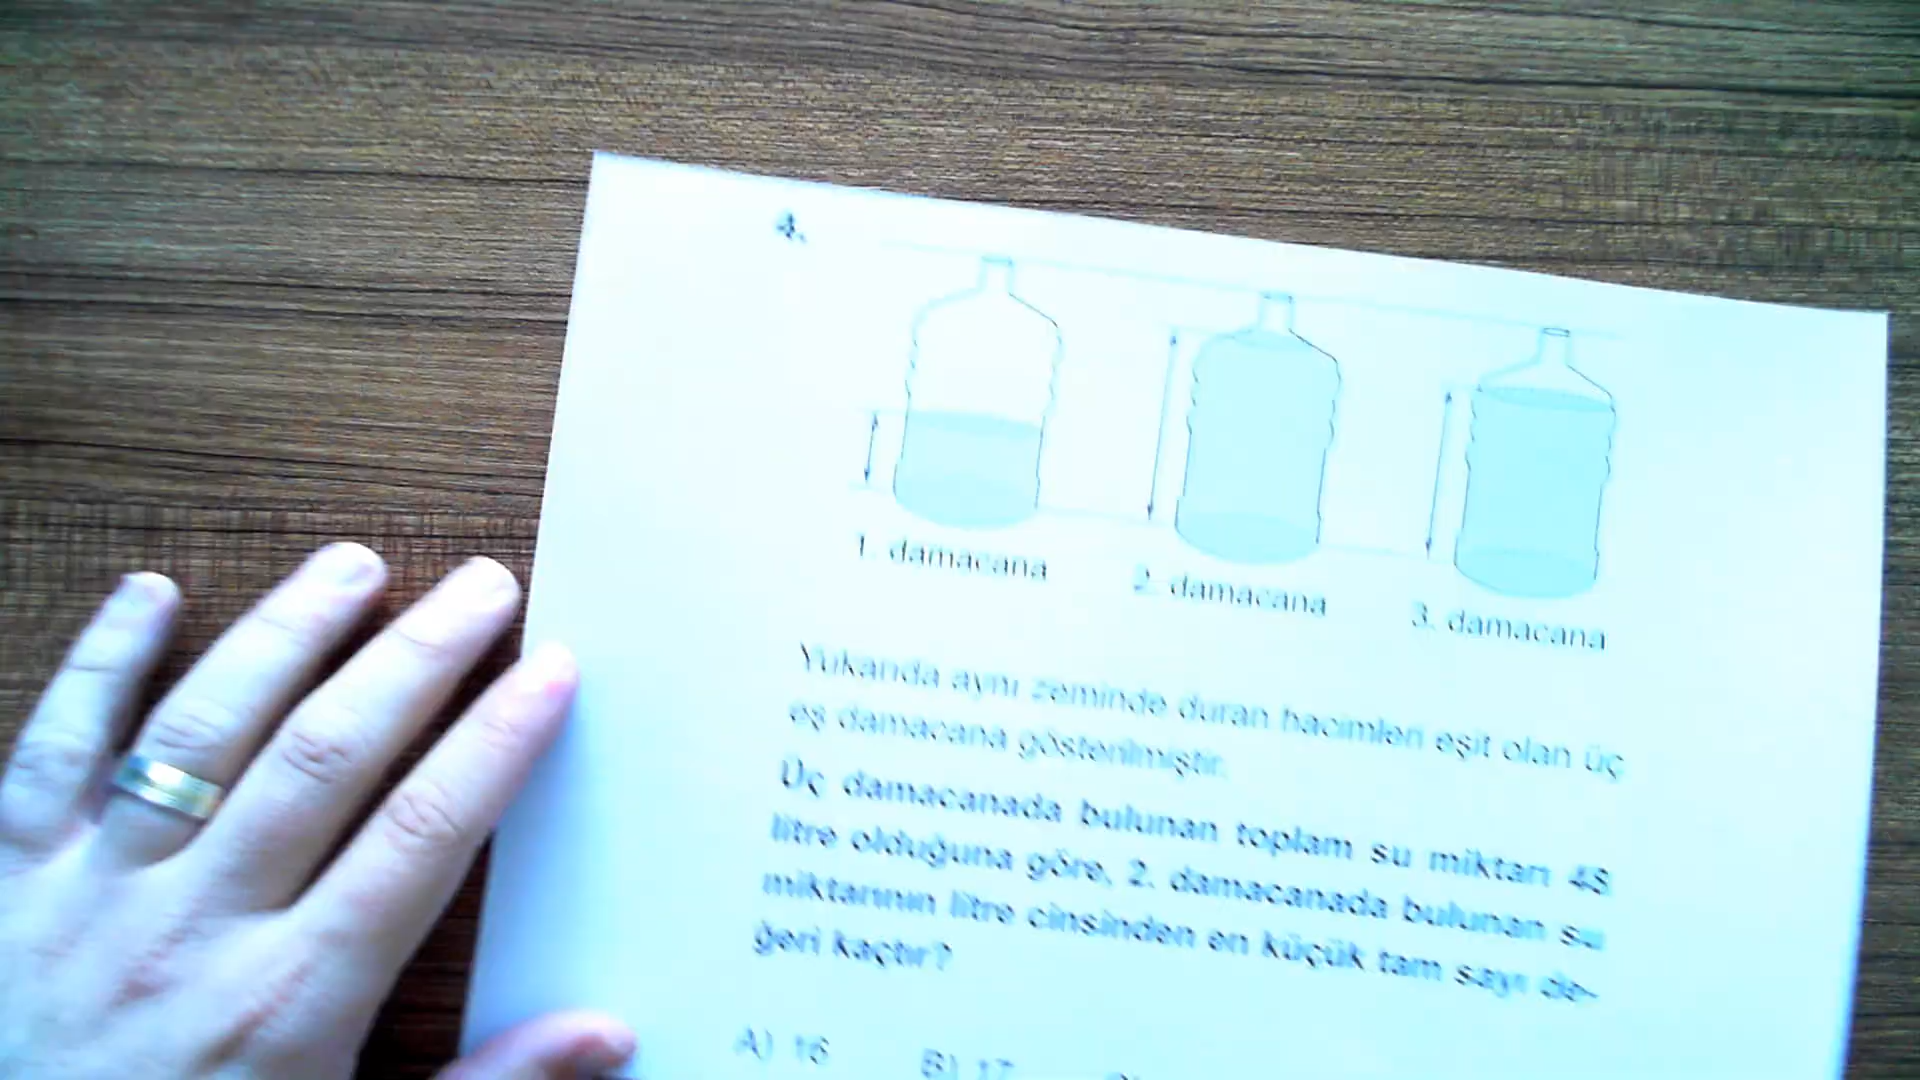 4.
1. damacana
2. damacana
3. damacana
Yukarıda aynı zeminde duran hacimleri eşit olan üç
eş damacana gösterilmiştir.
Üç damacanada bulunan toplam su miktarı 48
litre olduğuna göre, 2. damacanada bulunan su
miktarının litre cinsinden en küçük tam sayı de-
ğeri kaçtır?
A) 16
B) 17